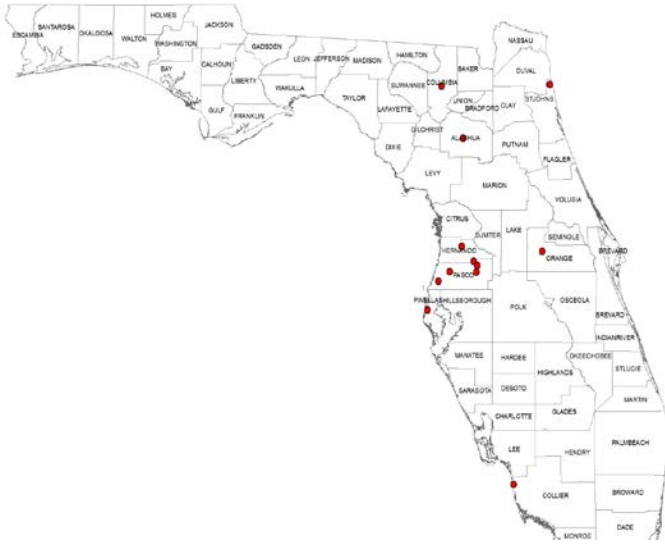 HOLMES
JACKSON
ESCAMBIA
SANTAROSA
OKALOOSA
WALTON
WASHINGTON
BAY
CALHOUN
GULF
GADSDEN
LIBERTY
FRANKLIN
LEON
WAKULLA
JEFFERSON
MADISON
TAYLOR
HAMILTON
SUWANNEE
LAFAYETTE
DIXIE
COLUMBIA
BAKER
UNION
BRADFORD
GILCHRIST
ALACHUA
NASSAU
DUVAL
CLAY
STJOHNS
PUTNAM
FLAGLER
LEVY
MARION
VOLUSIA
CITRUS
SUMTER
LAKE
HERNANDO
PASCO
SEMINOLE
ORANGE
BREVARD
PINELLAS
HILLSBOROUGH
POLK
OSCEOLA
BREVARD
INDIANRIVER
MANATEE
HARDEE
HIGHLANDS
OKEECHOBEE
STLUCIE
SARASOTA
DESOTO
MARTIN
CHARLOTTE
GLADES
LEE
HENDRY
PALMBEACH
COLLIER
BROWARD
MONROE
DADE